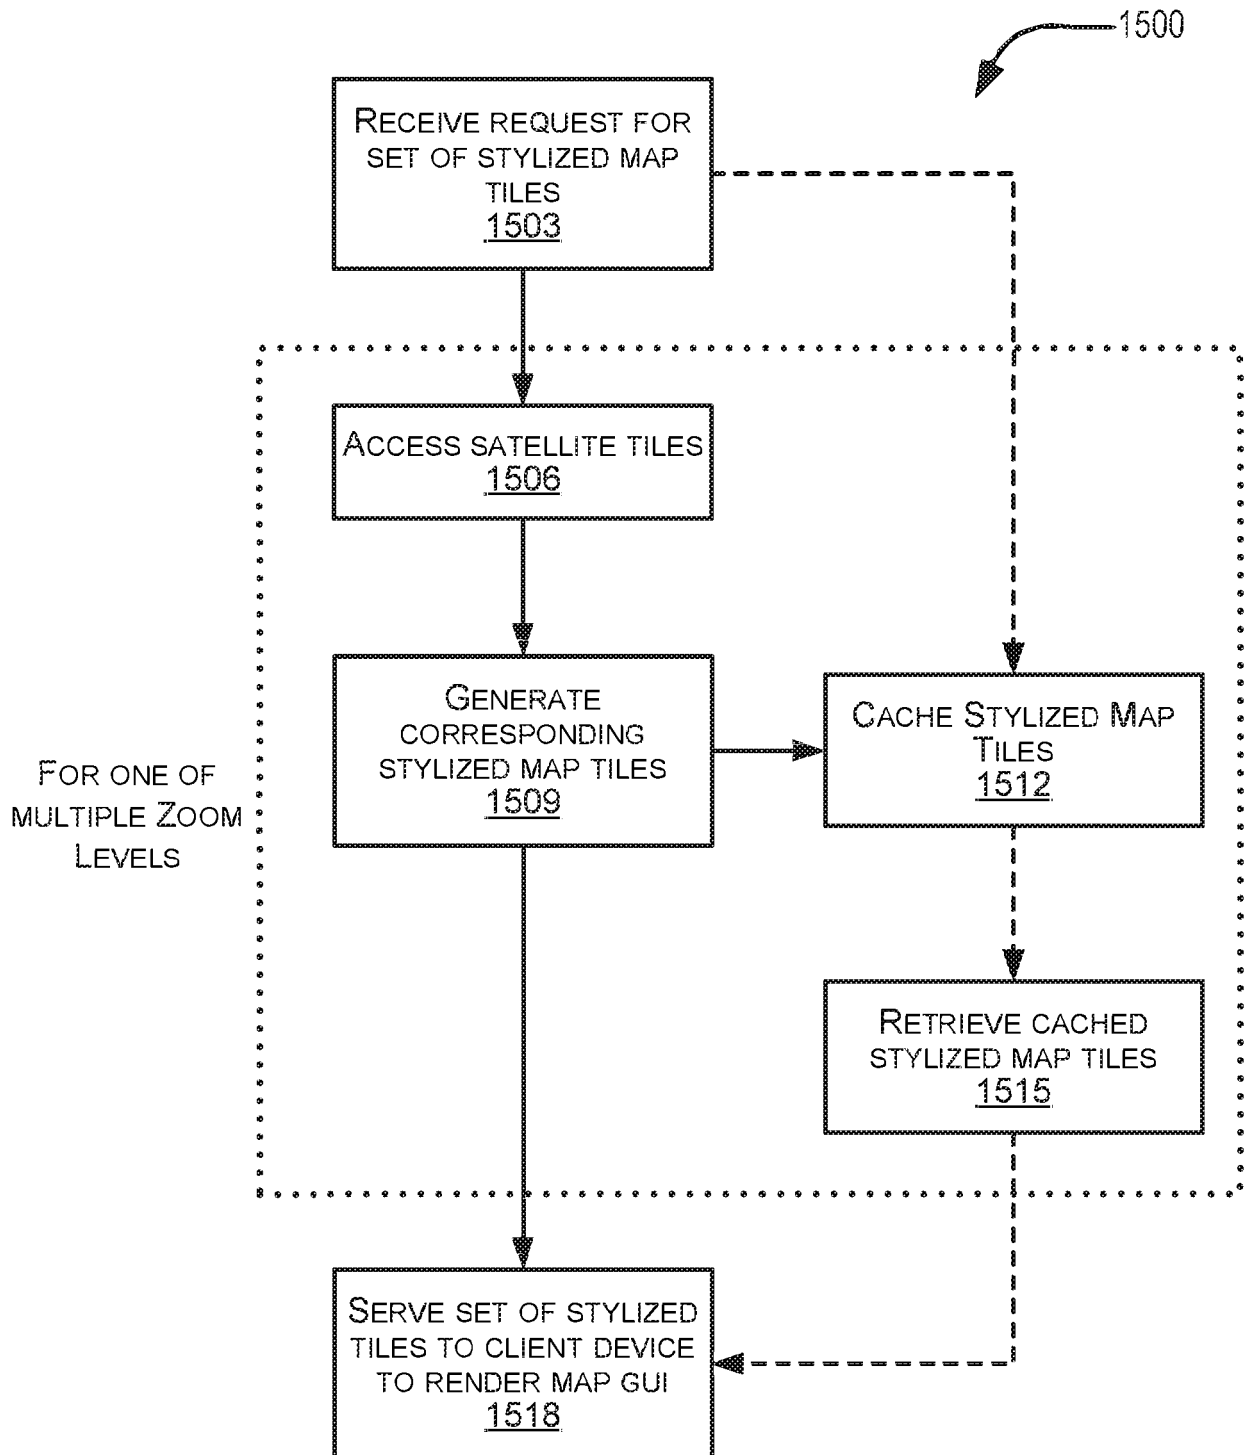 1500
RECEIVE REQUEST FOR
SET OF STYLIZED MAP
TILES
1503
ACCESS SATELLITE TILES
1506
GENERATE
CORRESPONDING
STYLIZED MAP TILES
1509
CACHE STYLIZED MAP
TILES
1512
FOR ONE OF
MULTIPLE ZOOM
LEVELS
RETRIEVE CACHED
STYLIZED MAP TILES
1515
SERVE SET OF STYLIZED
TILES TO CLIENT DEVICE
TO RENDER MAP GUI
1518